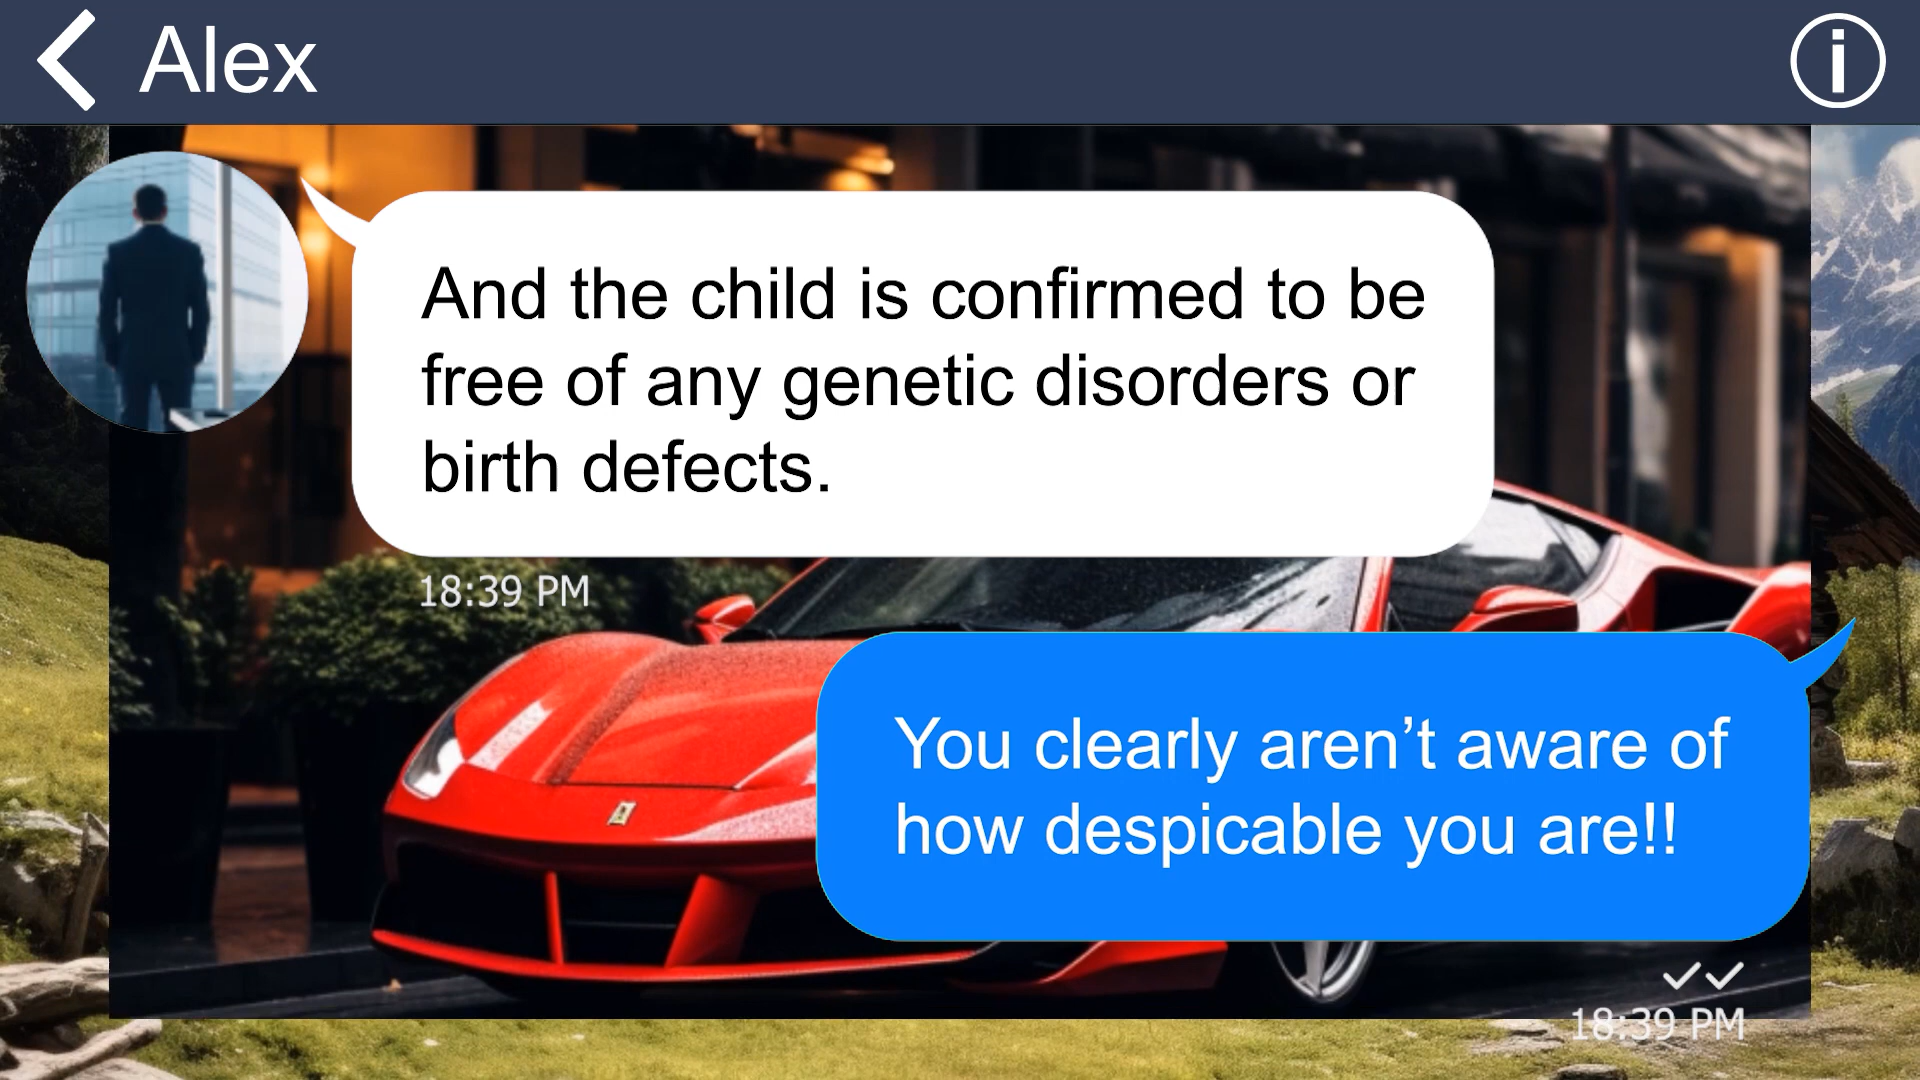 Alex
And the child is confirmed to be
free of any genetic disorders or
birth defects.
18:39 PM
You clearly aren’t aware of
how despicable you are!!
18:39 PM